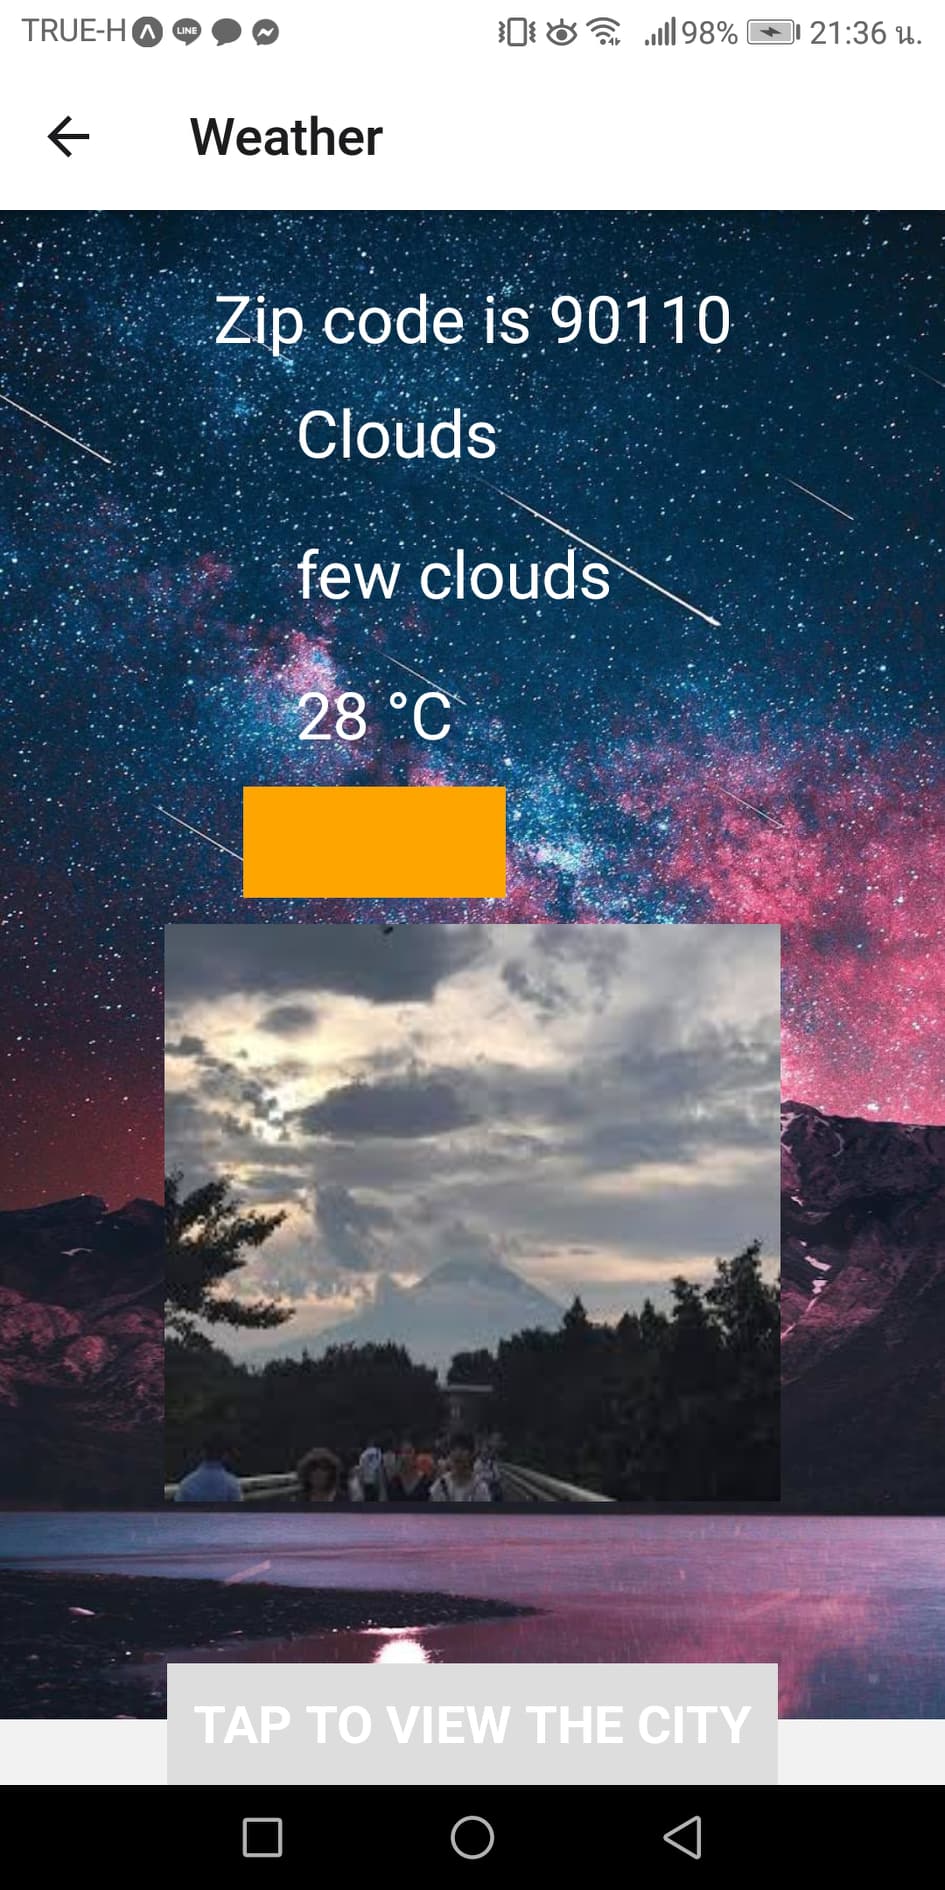 TRUE-H LINE 98% 21:36 น.
Weather
Zip code is 90110
Clouds
few clouds
28 °C
TAP TO VIEW THE CITY